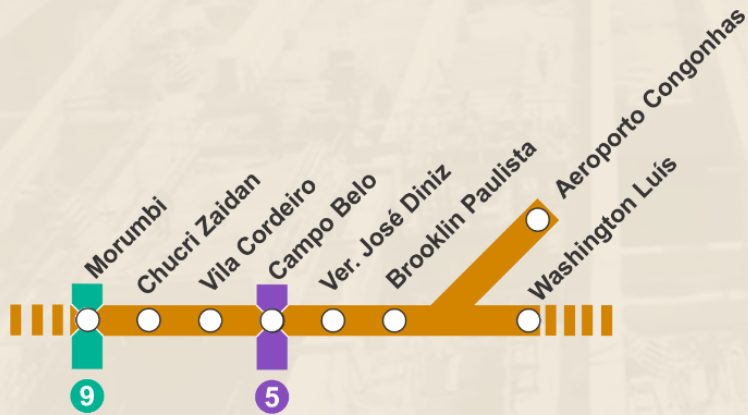 Morumbi
Chucri Zaidan
Vila Cordeiro
Campo Belo
Ver. José Diniz
Brooklin Paulista
Aeroporto Congonhas
Washington Luís
9
5